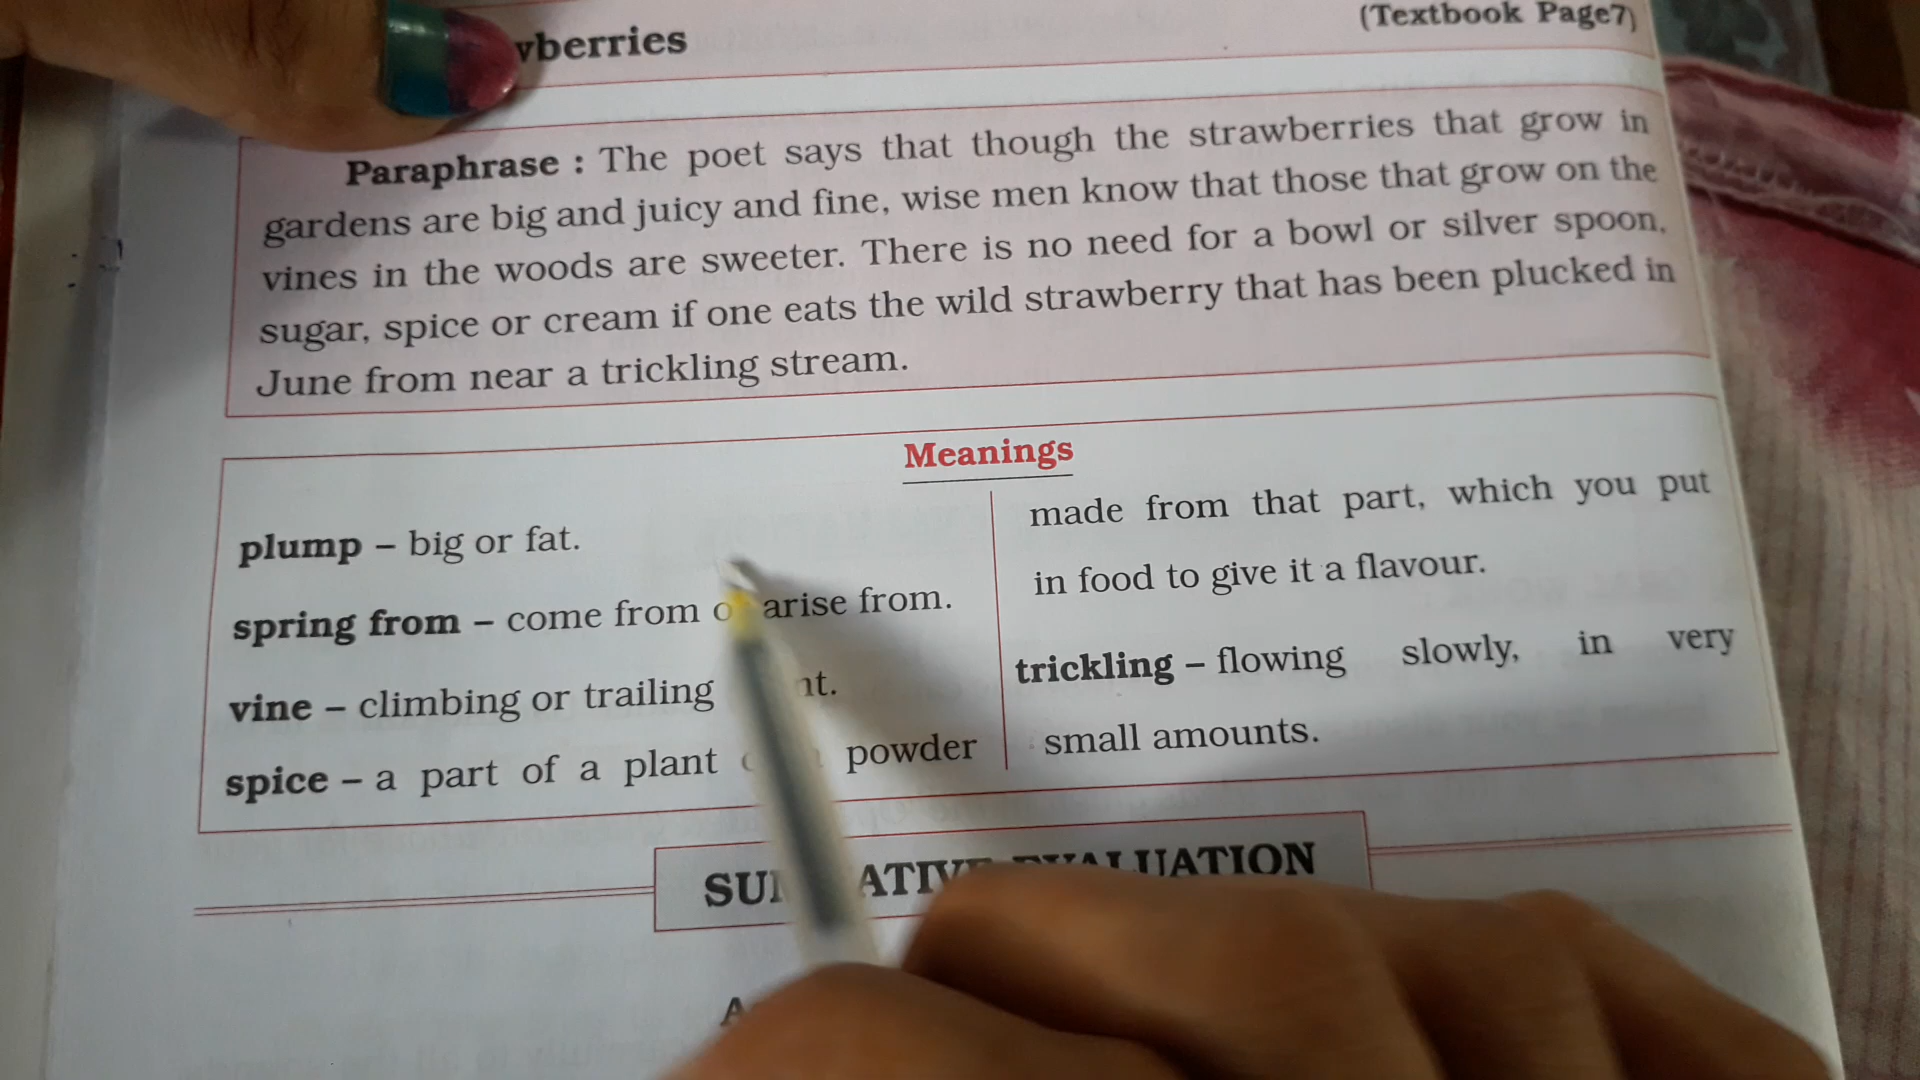 wberries
(Textbook Page7)
Paraphrase : The poet says that though the strawberries that grow in
gardens are big and juicy and fine, wise men know that those that grow on the
vines in the woods are sweeter. There is no need for a bowl or silver spoon,
sugar, spice or cream if one eats the wild strawberry that has been plucked in
June from near a trickling stream.
Meanings
plump – big or fat.
spring from – come from or arise from.
vine – climbing or trailing
spice – a part of a plant powder
made from that part, which you put
in food to give it a flavour.
trickling – flowing slowly, in very
small amounts.
SUMMATIVE EVALUATION